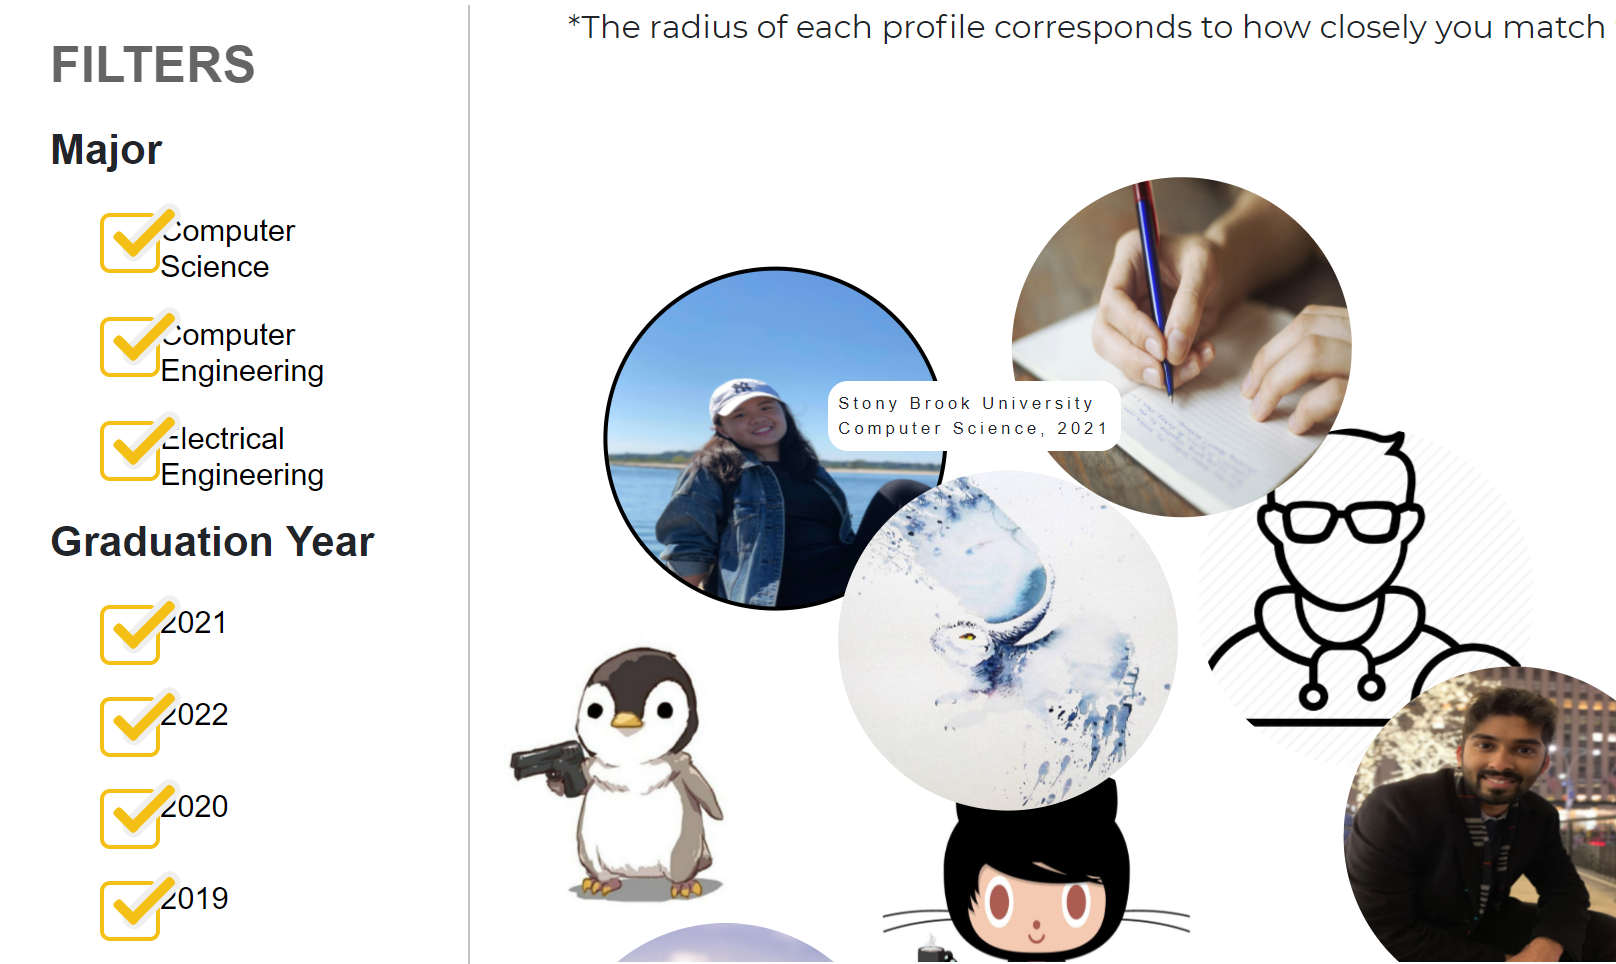 *The radius of each profile corresponds to how closely you match
FILTERS
Major
Computer
Science
Computer
Engineering
Electrical
Engineering
Graduation Year
2021
2022
2020
2019
Stony Brook University
Computer Science, 2021